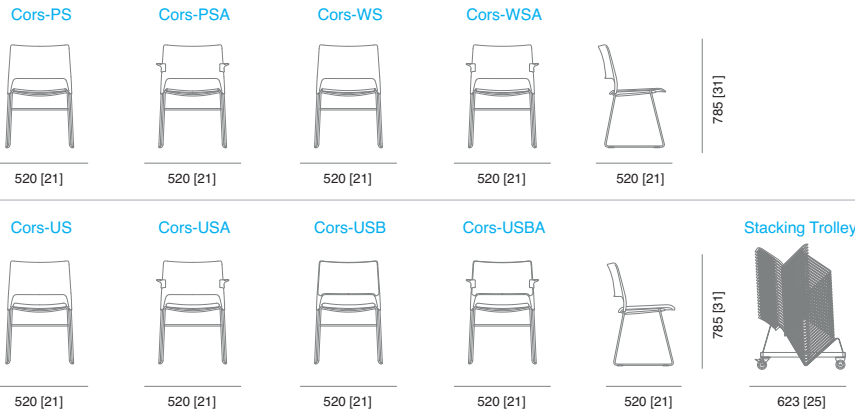 Cors-PS
Cors-PSA
Cors-WS
Cors-WSA
785 [31]
520 [21]
520 [21]
520 [21]
520 [21]
520 [21]
Cors-US
Cors-USA
Cors-USB
Cors-USBA
Stacking Trolley
785 [31]
520 [21]
520 [21]
520 [21]
520 [21]
520 [21]
623 [25]